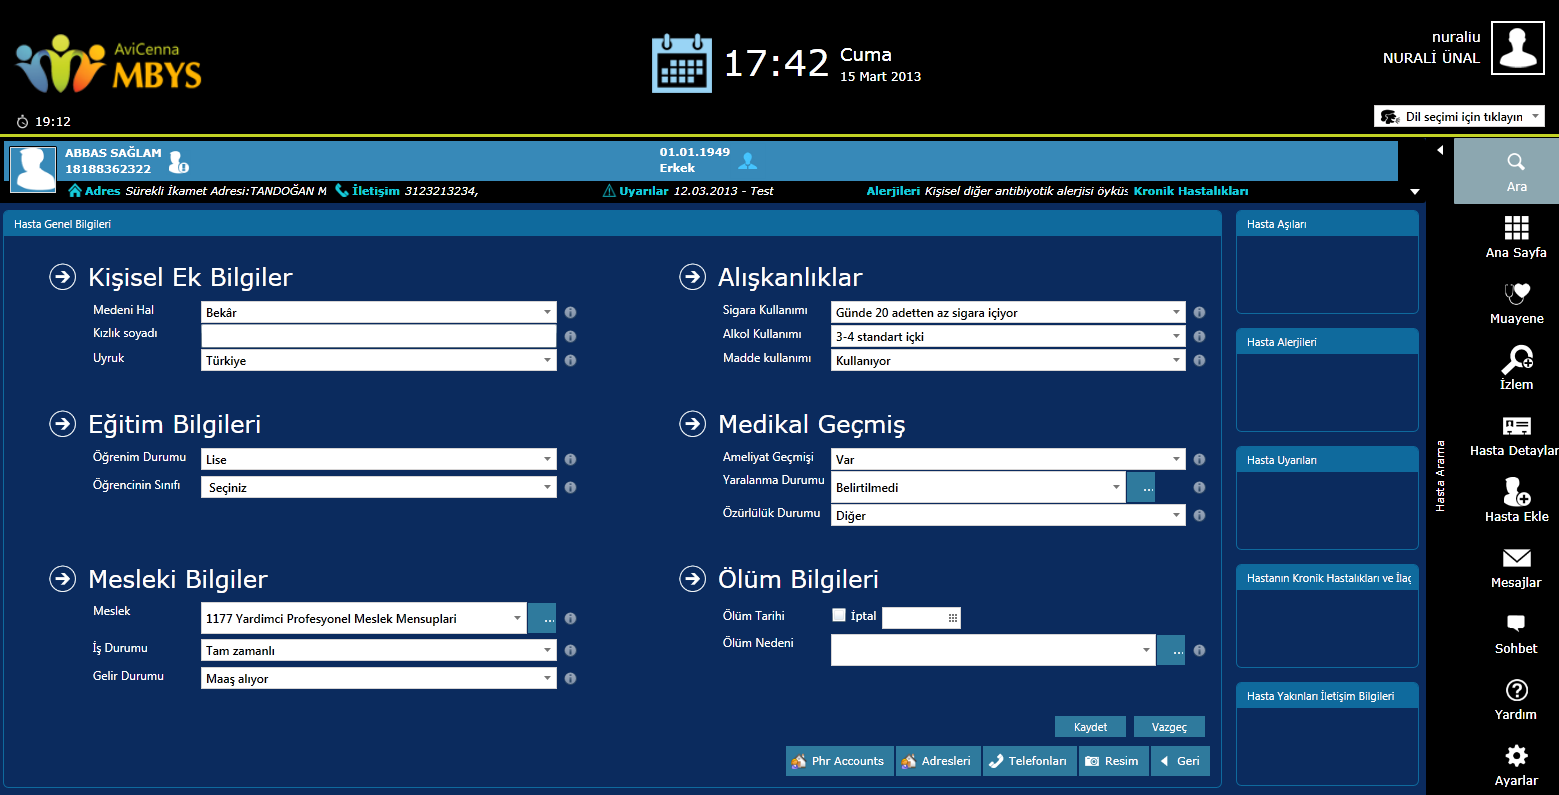 AviCenna
MBYS
19:12
17:42
Cuma
15 Mart 2013
nuraliu
NURALİ ÜNAL
Dil seçimi için tıklayın
ABBAS SAĞLAM
18188362322
01.01.1949
Erkek
Adres Sürekli İkamet Adresi:TANDOĞAN M İletişim 3123213234, Uyarılar 12.03.2013 - Test Alerjileri Kişisel diğer antibiyotik alerjisi öyküs Kronik Hastalıkları
Hasta Genel Bilgileri
Kişisel Ek Bilgiler
Medeni Hal Bekâr
Kızlık soyadı
Uyruk Türkiye
Alışkanlıklar
Sigara Kullanımı Günde 20 adetten az sigara içiyor
Alkol Kullanımı 3-4 standart içki
Madde kullanımı Kullanıyor
Eğitim Bilgileri
Öğrenim Durumu Lise
Öğrencinin Sınıfı Seçiniz
Medikal Geçmiş
Ameliyat Geçmişi Var
Yaralanma Durumu Belirtilmedi ...
Özürlülük Durumu Diğer
Mesleki Bilgiler
Meslek 1177 Yardimci Profesyonel Meslek Mensuplari ...
İş Durumu Tam zamanlı
Gelir Durumu Maaş alıyor
Ölüm Bilgileri
Ölüm Tarihi İptal
Ölüm Nedeni ...
Kaydet Vazgeç
Phr Accounts Adresleri Telefonları Resim Geri
Hasta Aşıları
Hasta Alerjileri
Hasta Uyarıları
Hastanın Kronik Hastalıkları ve İlaç
Hasta Yakınları İletişim Bilgileri
Hasta Arama
Ara
Ana Sayfa
Muayene
İzlem
Hasta Detaylar
Hasta Ekle
Mesajlar
Sohbet
Yardım
Ayarlar